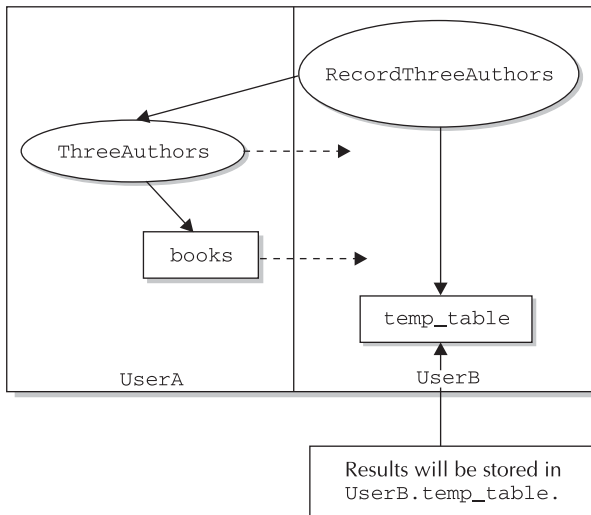 RecordThreeAuthors
ThreeAuthors
books
temp_table
UserA
UserB
Results will be stored in
UserB.temp_table.